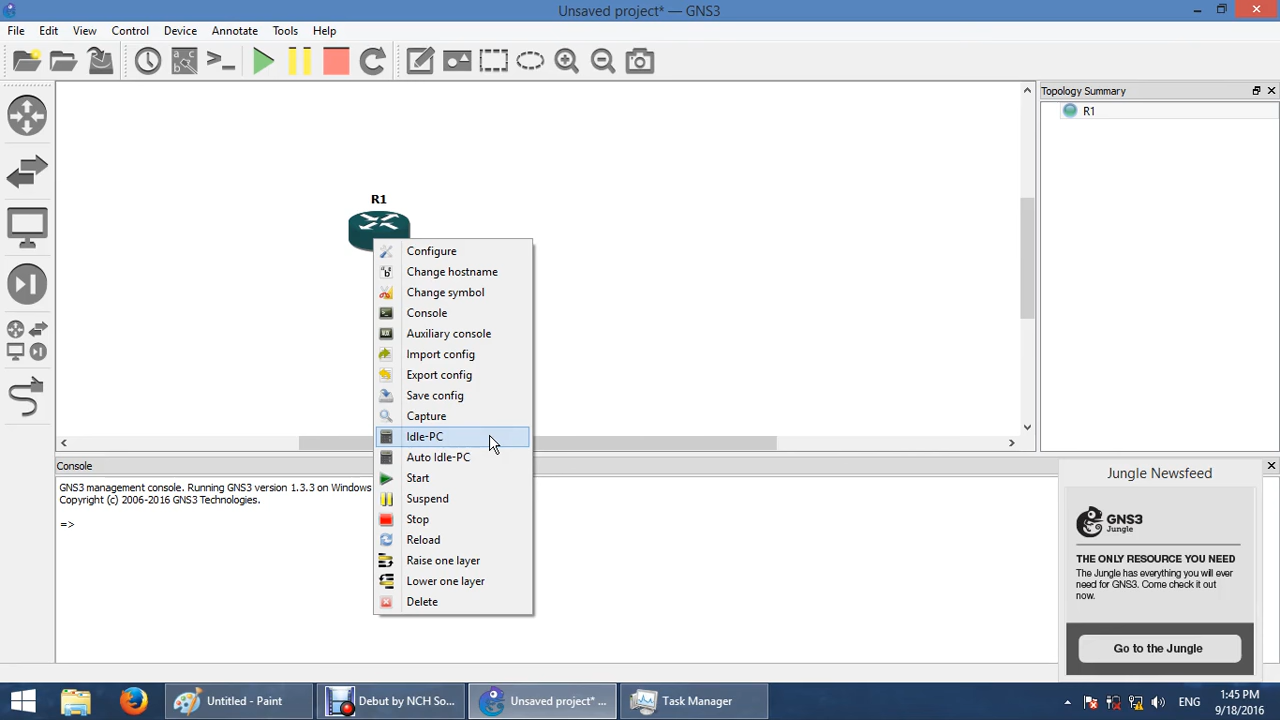 Unsaved project* — GNS3
File Edit View Control Device Annotate Tools Help
Topology Summary
R1
R1
Configure
Change hostname
Change symbol
Console
Auxiliary console
Import config
Export config
Save config
Capture
Idle-PC
Auto Idle-PC
Start
Suspend
Stop
Reload
Raise one layer
Lower one layer
Delete
Console
GNS3 management console. Running GNS3 version 1.3.3 on Windows
Copyright (c) 2006-2016 GNS3 Technologies.
=>
Jungle Newsfeed
GNS3
Jungle
THE ONLY RESOURCE YOU NEED
The Jungle has everything you will ever
need for GNS3. Come check it out
now.
Go to the Jungle
Untitled - Paint
Debut by NCH So...
Unsaved project* ...
Task Manager
ENG
1:45 PM
9/18/2016